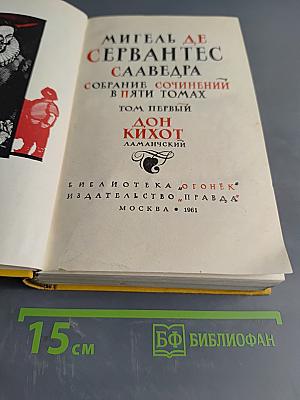 МИГЕЛЬ ДЕ
СЕРВАНТЕС
СААВЕДРА
СОБРАНИЕ СОЧИНЕНИЙ
В ПЯТИ ТОМАХ
ТОМ ПЕРВЫЙ
ДОН
КИХОТ
ЛАМАНЧСКИЙ
БИБЛИОТЕКА „ОГОНЕК"
ИЗДАТЕЛЬСТВО „ПРАВДА"
МОСКВА • 1961
15 СМ
БФ БИБЛИОФАН